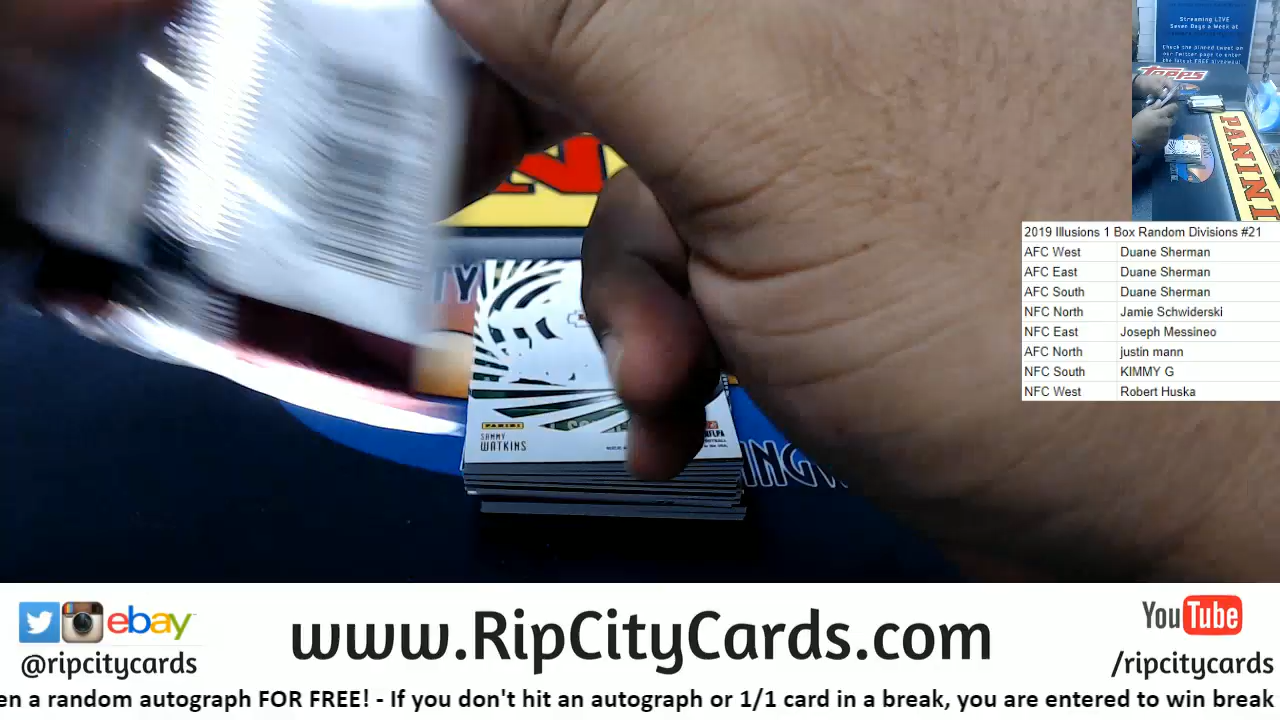 Streaming LIVE
Seven Days a Week at
Check the pinned tweet on
our Twitter page to enter
the latest FREE giveaway!
TOPPS
PANINI
2019 Illusions 1 Box Random Divisions #21
AFC West Duane Sherman
AFC East Duane Sherman
AFC South Duane Sherman
NFC North Jamie Schwiderski
NFC East Joseph Messineo
AFC North justin mann
NFC South KIMMY G
NFC West Robert Huska
PANINI
SAMMY
WATKINS
NFLPA
ebay
@ripcitycards
www.RipCityCards.com
YouTube
/ripcitycards
en a random autograph FOR FREE! - If you don't hit an autograph or 1/1 card in a break, you are entered to win break